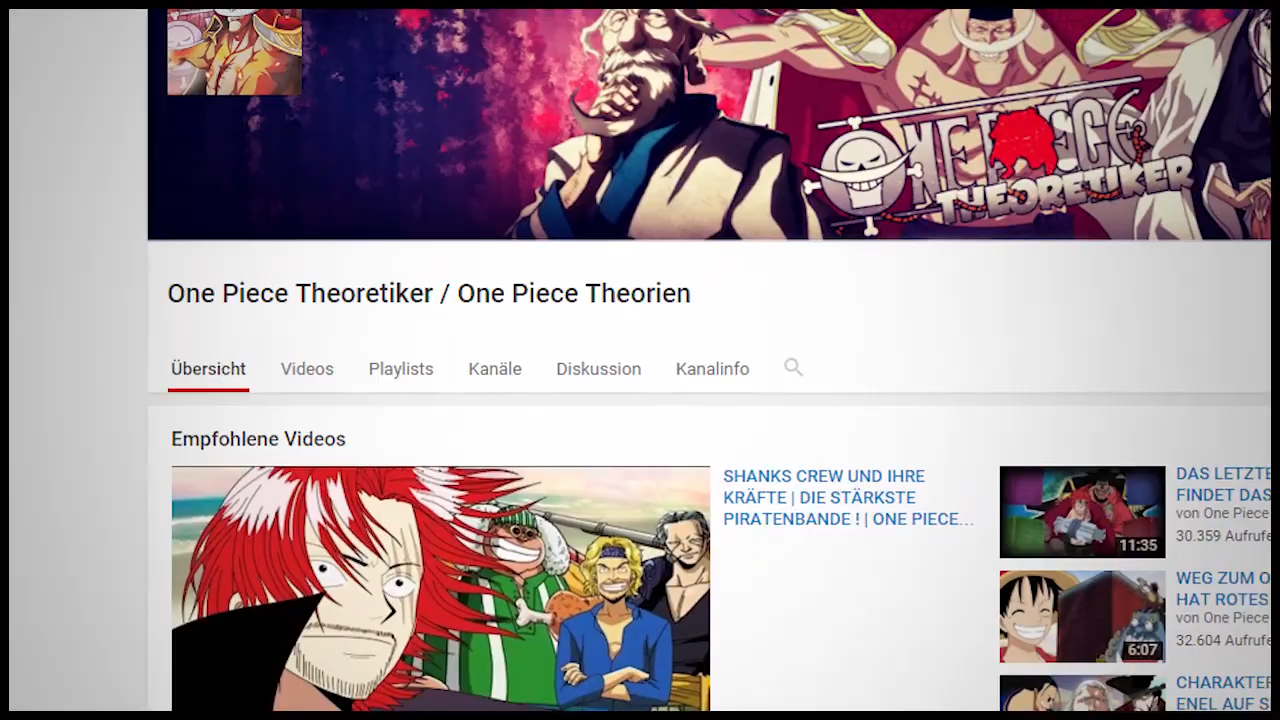 ONE PIECE
THEORETIKER
One Piece Theoretiker / One Piece Theorien
Übersicht Videos Playlists Kanäle Diskussion Kanalinfo
Empfohlene Videos
SHANKS CREW UND IHRE
KRÄFTE | DIE STÄRKSTE
PIRATENBANDE ! | ONE PIECE...
11:35
DAS LETZTE
FINDET DAS
von One Piece
30.359 Aufrufe
6:07
WEG ZUM O
HAT ROTES
von One Piece
32.604 Aufrufe
CHARAKTER
ENEL AUF S